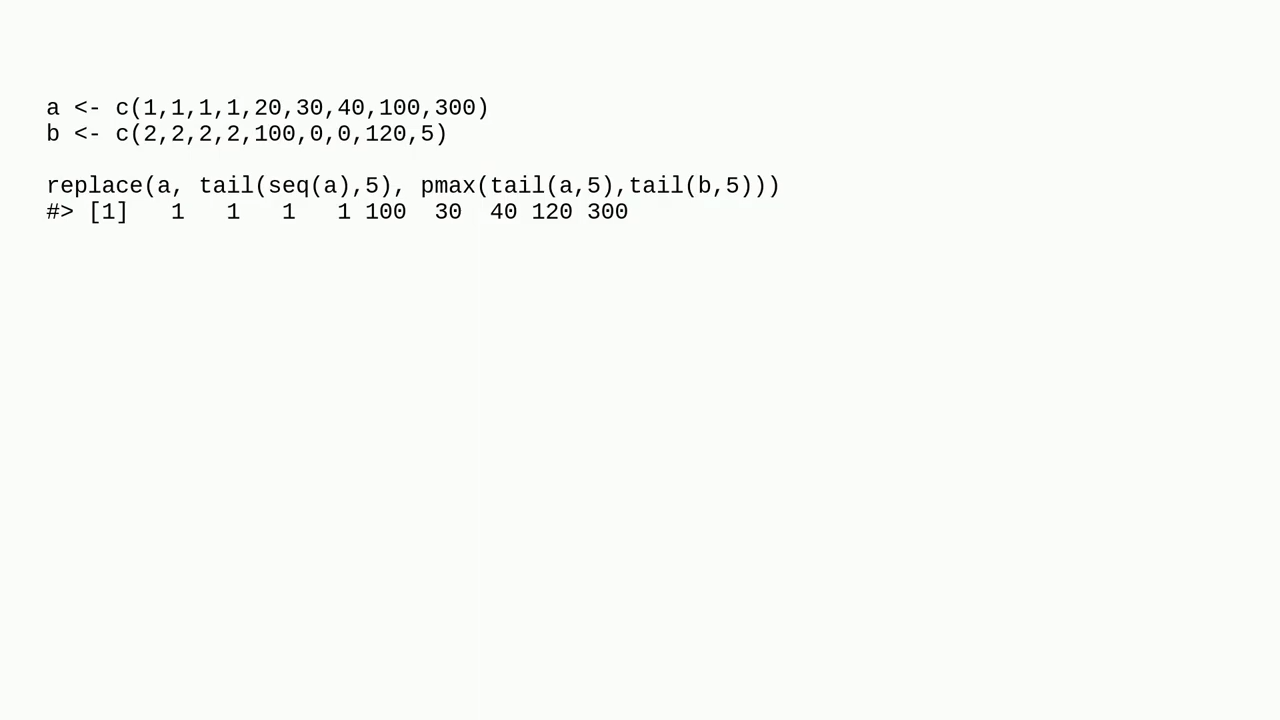 a <- c(1,1,1,1,20,30,40,100,300)
b <- c(2,2,2,2,100,0,0,120,5)
replace(a, tail(seq(a),5), pmax(tail(a,5),tail(b,5)))
#> [1]   1   1   1   1 100  30  40 120 300